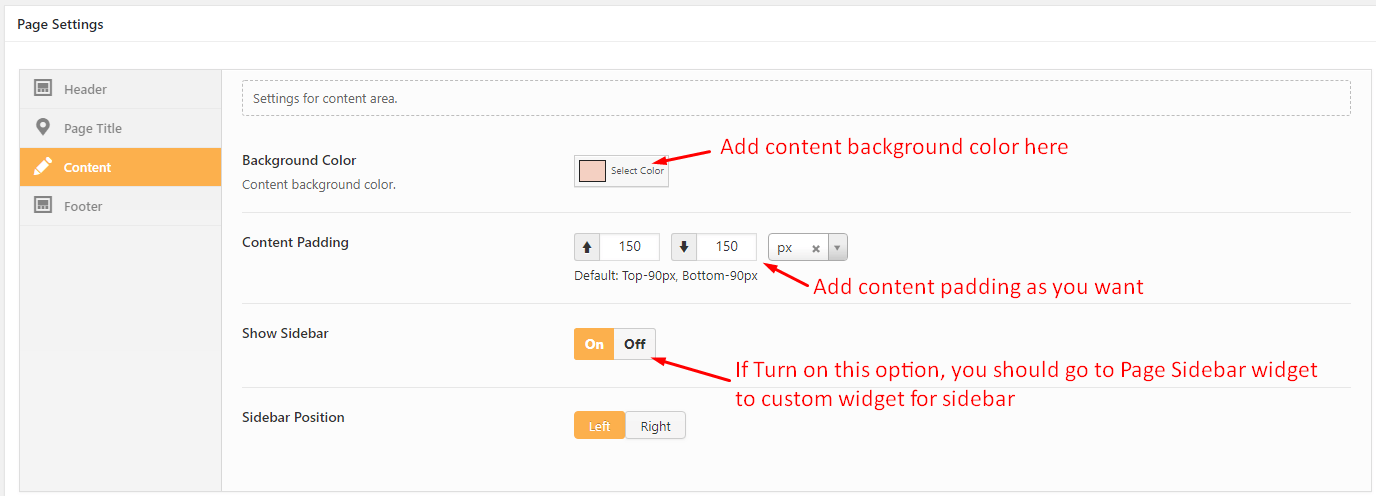 Page Settings
Header
Page Title
Content
Footer
Settings for content area.
Background Color
Content background color.
Select Color
Add content background color here
Content Padding
150 150 px
Default: Top-90px, Bottom-90px
Add content padding as you want
Show Sidebar
On Off
If Turn on this option, you should go to Page Sidebar widget
to custom widget for sidebar
Sidebar Position
Left Right